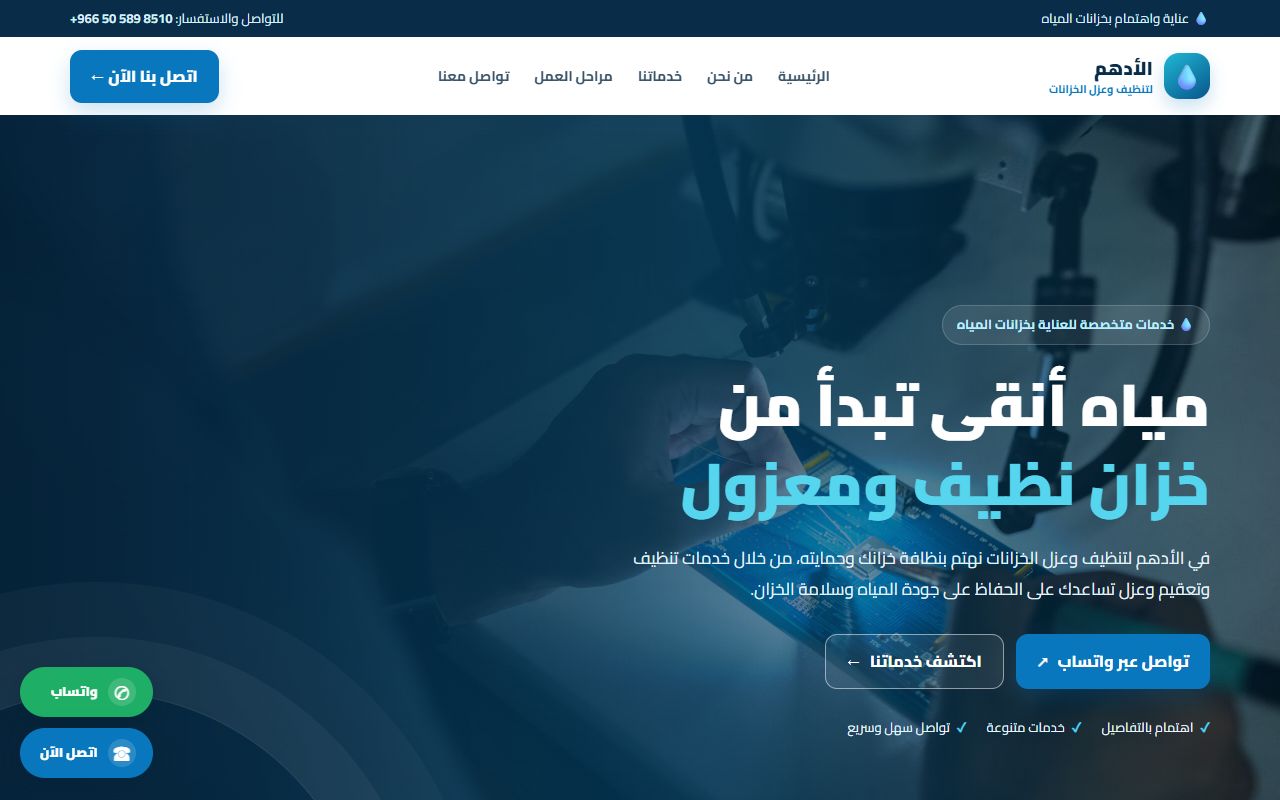 عناية واهتمام بخزانات المياه
للتواصل والاستفسار: 8510 589 50 966+
الأدهم
لتنظيف وعزل الخزانات
الرئيسية
من نحن
خدماتنا
مراحل العمل
تواصل معنا
اتصل بنا الآن ←
خدمات متخصصة للعناية بخزانات المياه
مياه أنقى تبدأ من
خزان نظيف ومعزول
في الأدهم لتنظيف وعزل الخزانات نهتم بنظافة خزانك وحمايته، من خلال خدمات تنظيف
وتعقيم وعزل تساعدك على الحفاظ على جودة المياه وسلامة الخزان.
تواصل عبر واتساب ↗
اكتشف خدماتنا ←
✓ اهتمام بالتفاصيل
✓ خدمات متنوعة
✓ تواصل سهل وسريع
واتساب
اتصل الآن